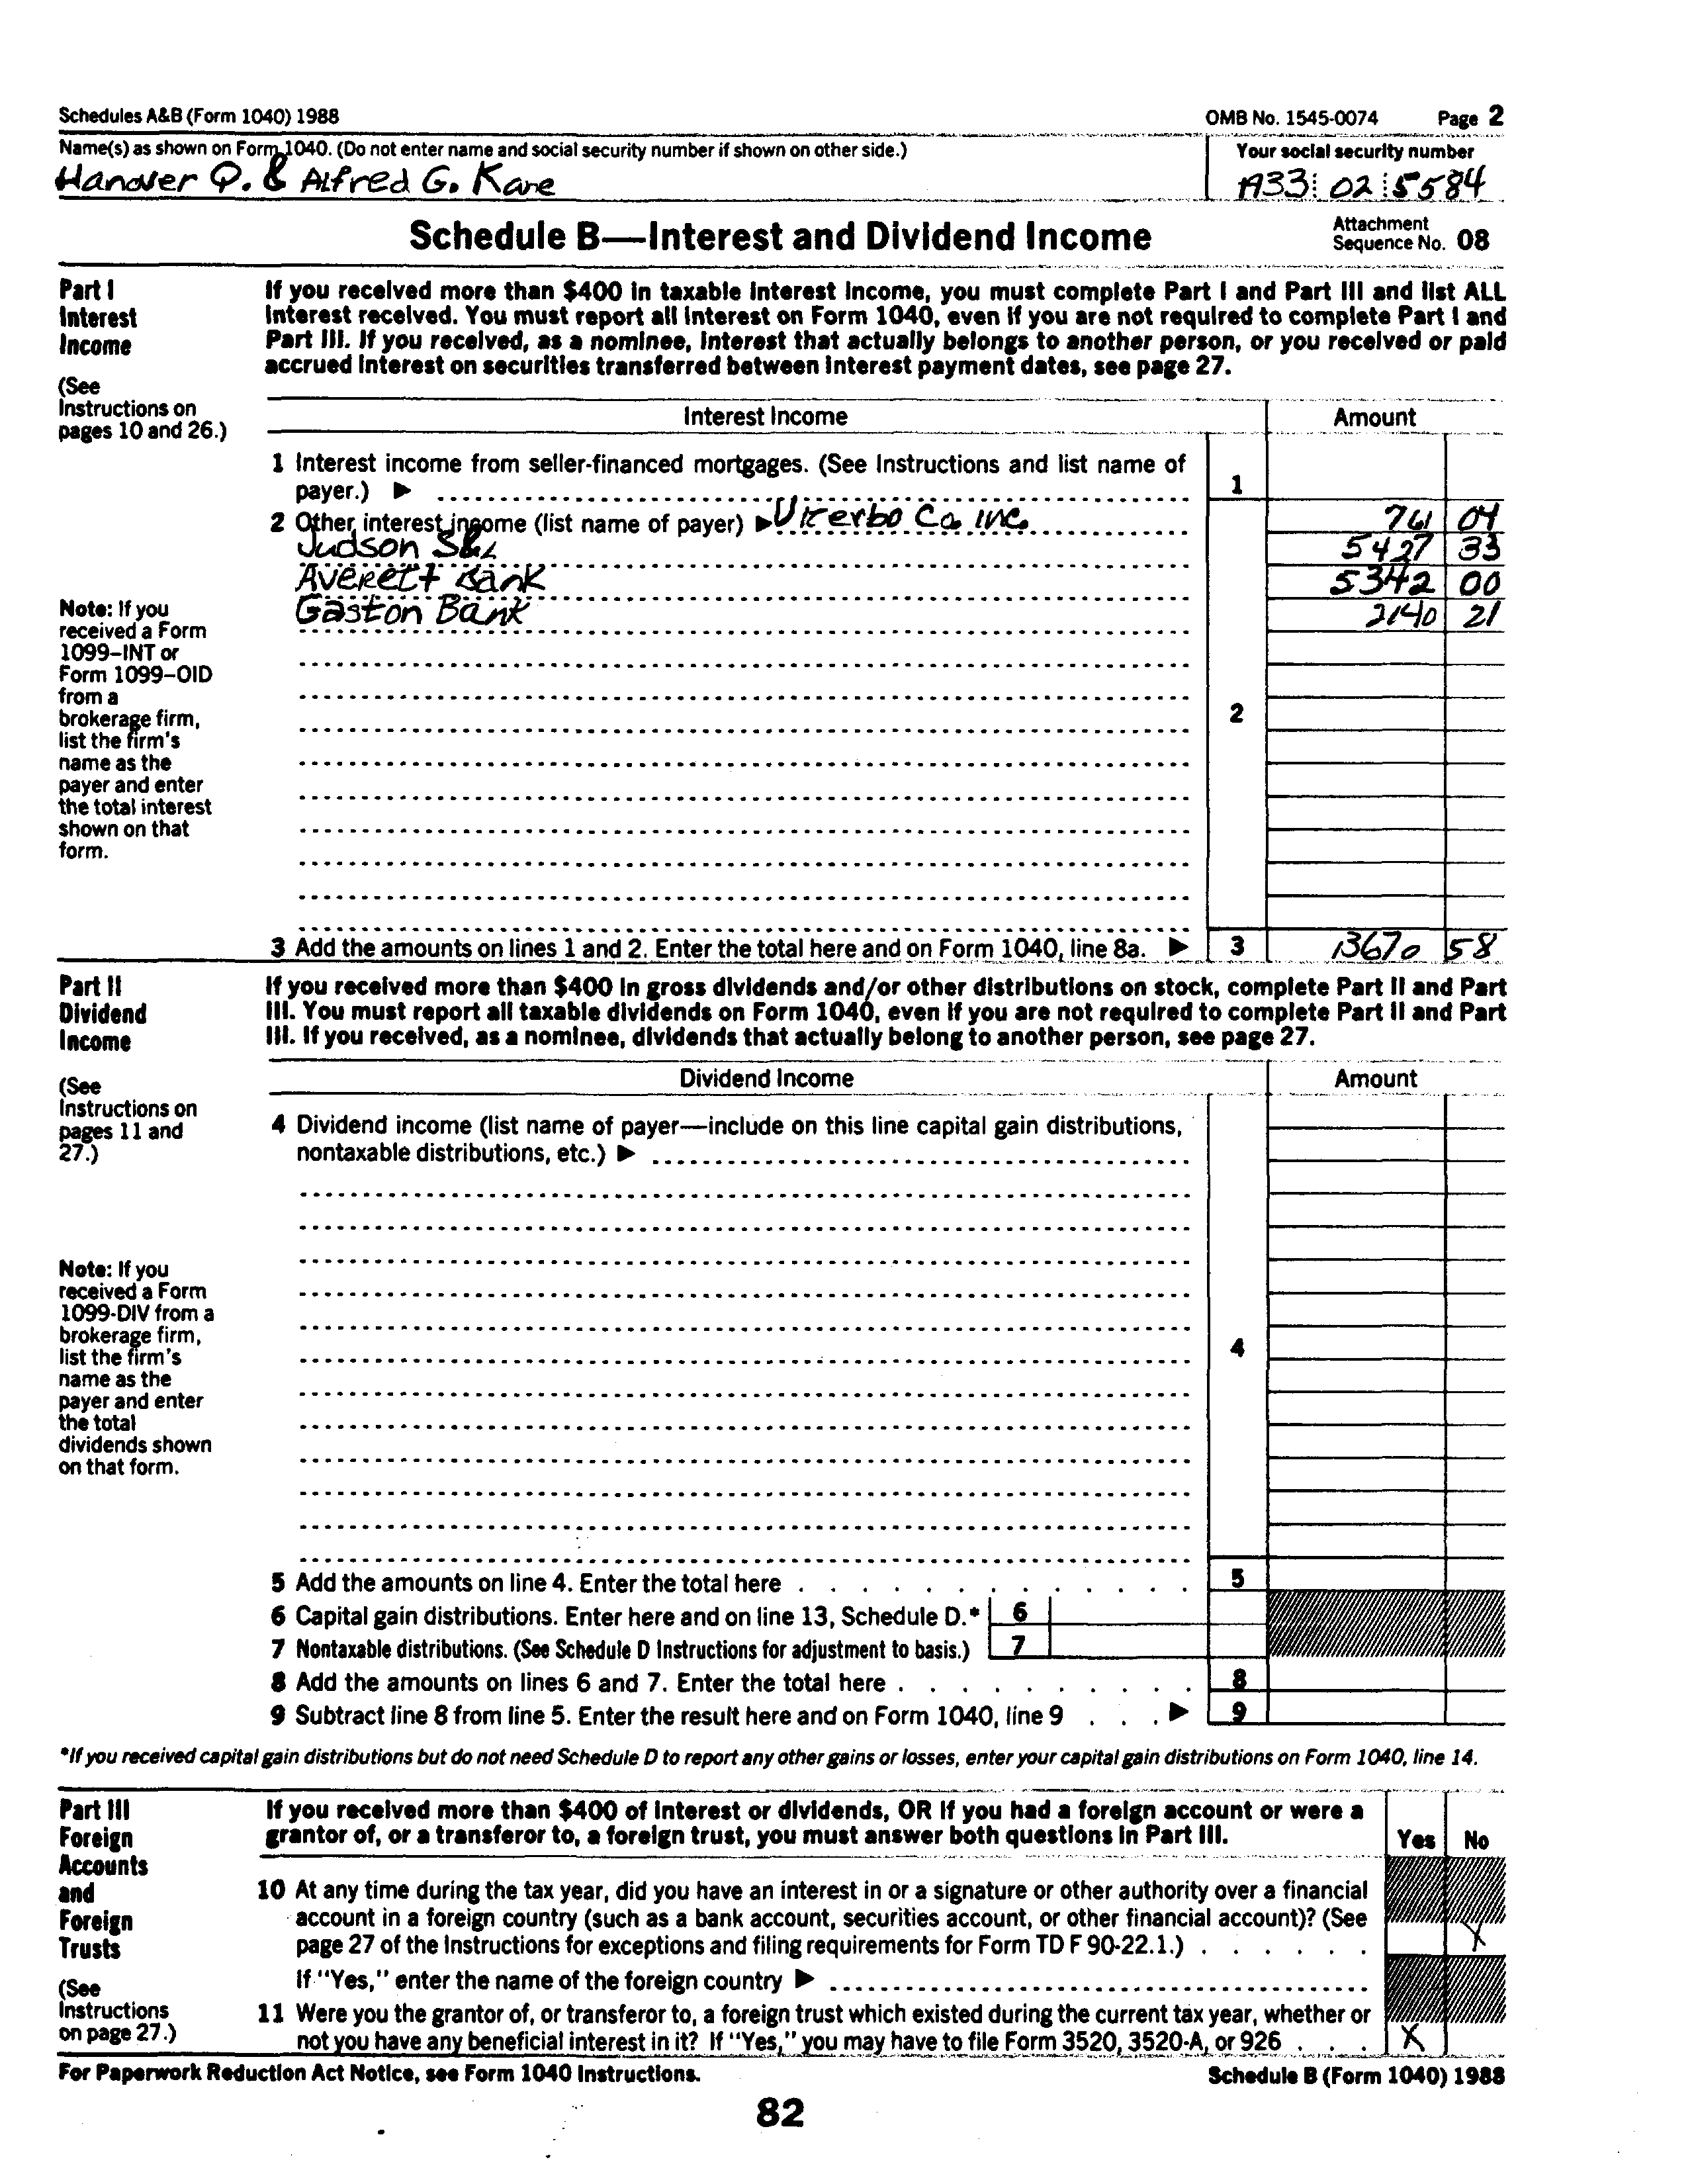 Schedules A&B (Form 1040) 1988 OMB No. 1545-0074 Page 2
Name(s) as shown on Form 1040. (Do not enter name and social security number if shown on other side.) Your social security number
Hanover Q. & Alfred G. Kane 02 5584
Schedule B—Interest and Dividend Income
Attachment
Sequence No. 08
Part I
Interest
Income
(See
Instructions on
pages 10 and 26.)
If you received more than $400 in taxable interest income, you must complete Part I and Part III and list ALL
interest received. You must report all interest on Form 1040, even if you are not required to complete Part I and
Part III. If you received, as a nominee, interest that actually belongs to another person, or you received or paid
accrued interest on securities transferred between interest payment dates, see page 27.
Interest Income Amount
1 Interest income from seller-financed mortgages. (See Instructions and list name of
payer.) ▶ 1
2 Other interest income (list name of payer) ▶ Co. Inc. 761 04
Judson S&L 5427 33
Averett Bank 5342 00
Gaston Bank 2140 21
Note: If you
received a Form
1099–INT or
Form 1099–OID
from a
brokerage firm,
list the firm's
name as the
payer and enter
the total interest
shown on that
form.
2
3 Add the amounts on lines 1 and 2. Enter the total here and on Form 1040, line 8a. ▶ 3 13670 58
Part II
Dividend
Income
(See
Instructions on
pages 11 and
27.)
If you received more than $400 in gross dividends and/or other distributions on stock, complete Part II and Part
III. You must report all taxable dividends on Form 1040, even if you are not required to complete Part II and Part
III. If you received, as a nominee, dividends that actually belong to another person, see page 27.
Dividend Income Amount
4 Dividend income (list name of payer—include on this line capital gain distributions,
nontaxable distributions, etc.) ▶
Note: If you
received a Form
1099-DIV from a
brokerage firm,
list the firm's
name as the
payer and enter
the total
dividends shown
on that form.
4
5 Add the amounts on line 4. Enter the total here 5
6 Capital gain distributions. Enter here and on line 13, Schedule D.* 6
7 Nontaxable distributions. (See Schedule D Instructions for adjustment to basis.) 7
8 Add the amounts on lines 6 and 7. Enter the total here 8
9 Subtract line 8 from line 5. Enter the result here and on Form 1040, line 9 ▶ 9
*If you received capital gain distributions but do not need Schedule D to report any other gains or losses, enter your capital gain distributions on Form 1040, line 14.
Part III
Foreign
Accounts
and
Foreign
Trusts
(See
Instructions
on page 27.)
If you received more than $400 of interest or dividends, OR if you had a foreign account or were a
grantor of, or a transferor to, a foreign trust, you must answer both questions in Part III.
Yes No
10 At any time during the tax year, did you have an interest in or a signature or other authority over a financial
account in a foreign country (such as a bank account, securities account, or other financial account)? (See
page 27 of the Instructions for exceptions and filing requirements for Form TD F 90-22.1.) X
If "Yes," enter the name of the foreign country ▶
11 Were you the grantor of, or transferor to, a foreign trust which existed during the current tax year, whether or
not you have any beneficial interest in it? If "Yes," you may have to file Form 3520, 3520-A, or 926 X
For Paperwork Reduction Act Notice, see Form 1040 Instructions. Schedule B (Form 1040) 1988
82